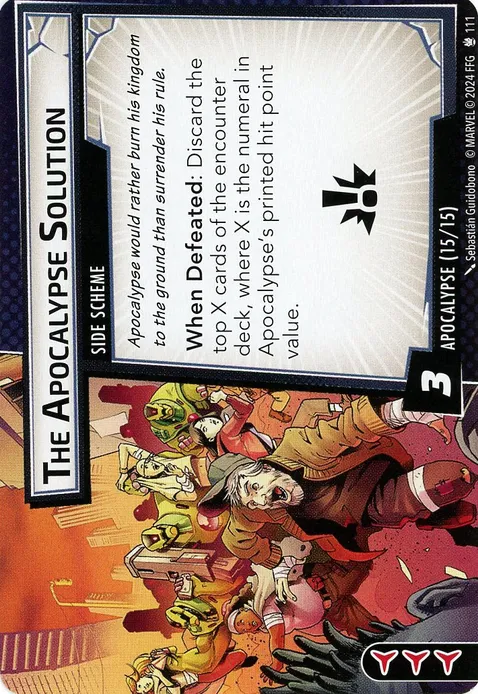 THE APOCALYPSE SOLUTION
SIDE SCHEME
Apocalypse would rather burn his kingdom
to the ground than surrender his rule.
When Defeated: Discard the
top X cards of the encounter
deck, where X is the numeral in
Apocalypse's printed hit point
value.
3
APOCALYPSE (15/15)
Sebastián Guidobono © MARVEL © 2024 FFG 111